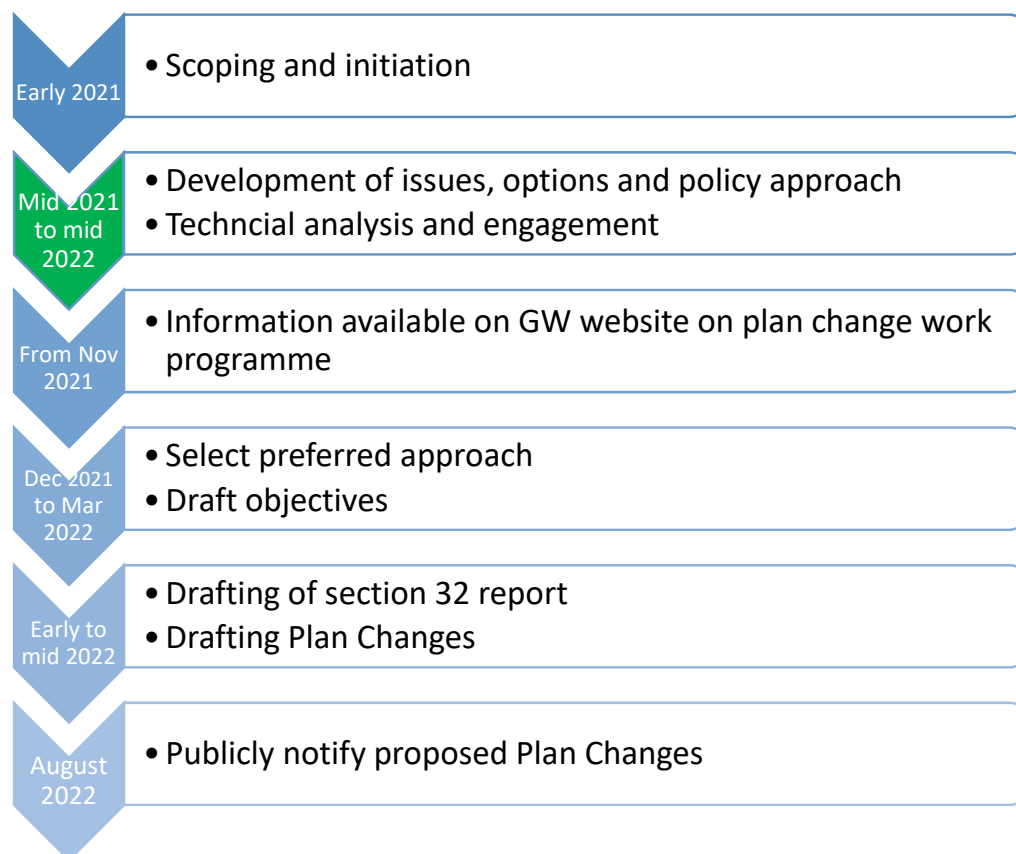 Early 2021
• Scoping and initiation
Mid 2021
to mid
2022
• Development of issues, options and policy approach
• Techncial analysis and engagement
From Nov
2021
• Information available on GW website on plan change work
programme
Dec 2021
to Mar
2022
• Select preferred approach
• Draft objectives
Early to
mid 2022
• Drafting of section 32 report
• Drafting Plan Changes
August
2022
• Publicly notify proposed Plan Changes